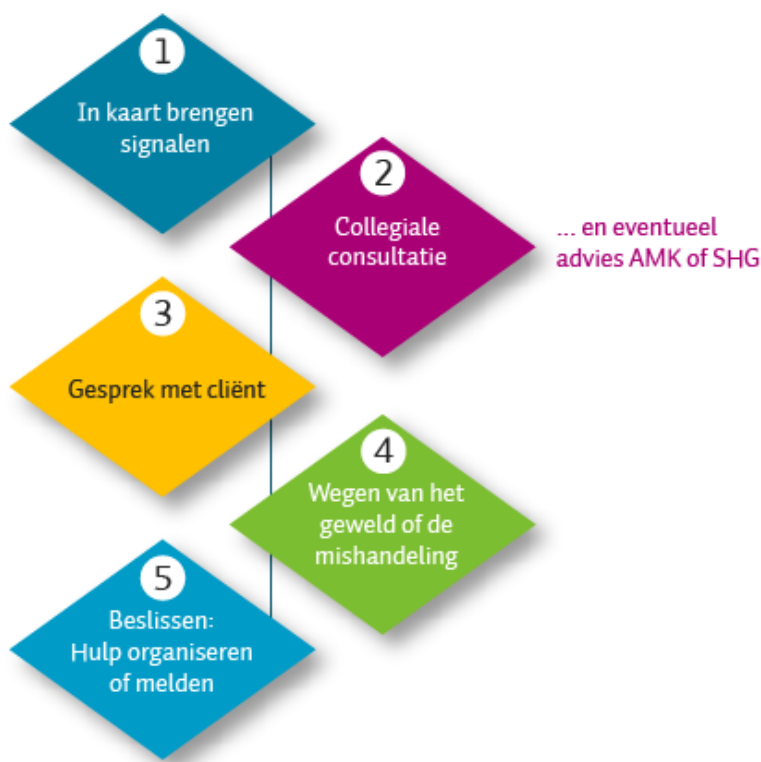 1
In kaart brengen
signalen
2
Collegiale
consultatie
... en eventueel
advies AMK of SHG
3
Gesprek met cliënt
4
Wegen van het
geweld of de
mishandeling
5
Beslissen:
Hulp organiseren
of melden